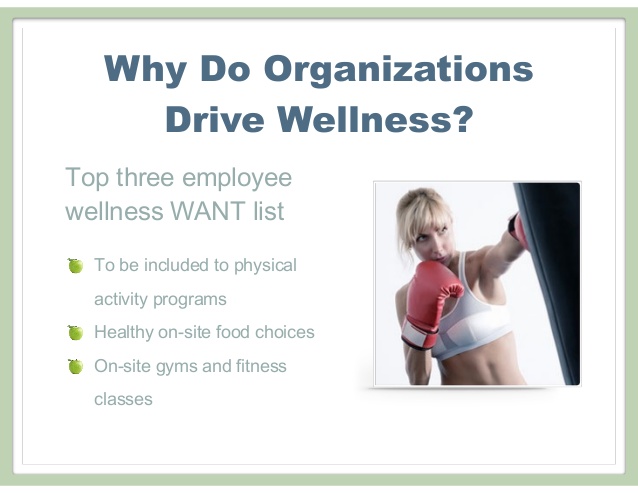 Why Do Organizations
Drive Wellness?
Top three employee
wellness WANT list
To be included to physical
activity programs
Healthy on-site food choices
On-site gyms and fitness
classes